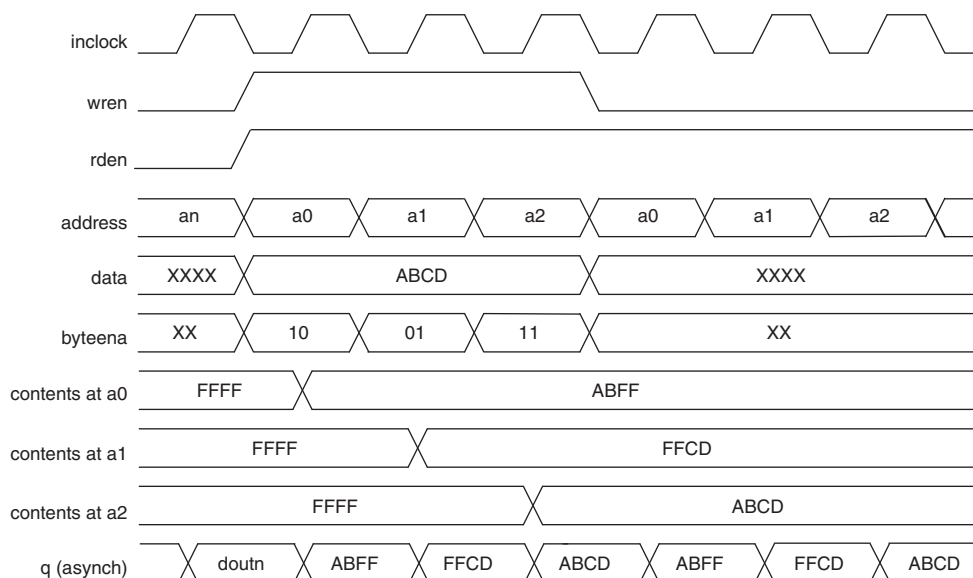 inclock
wren
rden
address an a0 a1 a2 a0 a1 a2
data XXXX ABCD XXXX
byteena XX 10 01 11 XX
contents at a0 FFFF ABFF
contents at a1 FFFF FFCD
contents at a2 FFFF ABCD
q (asynch) doutn ABFF FFCD ABCD ABFF FFCD ABCD